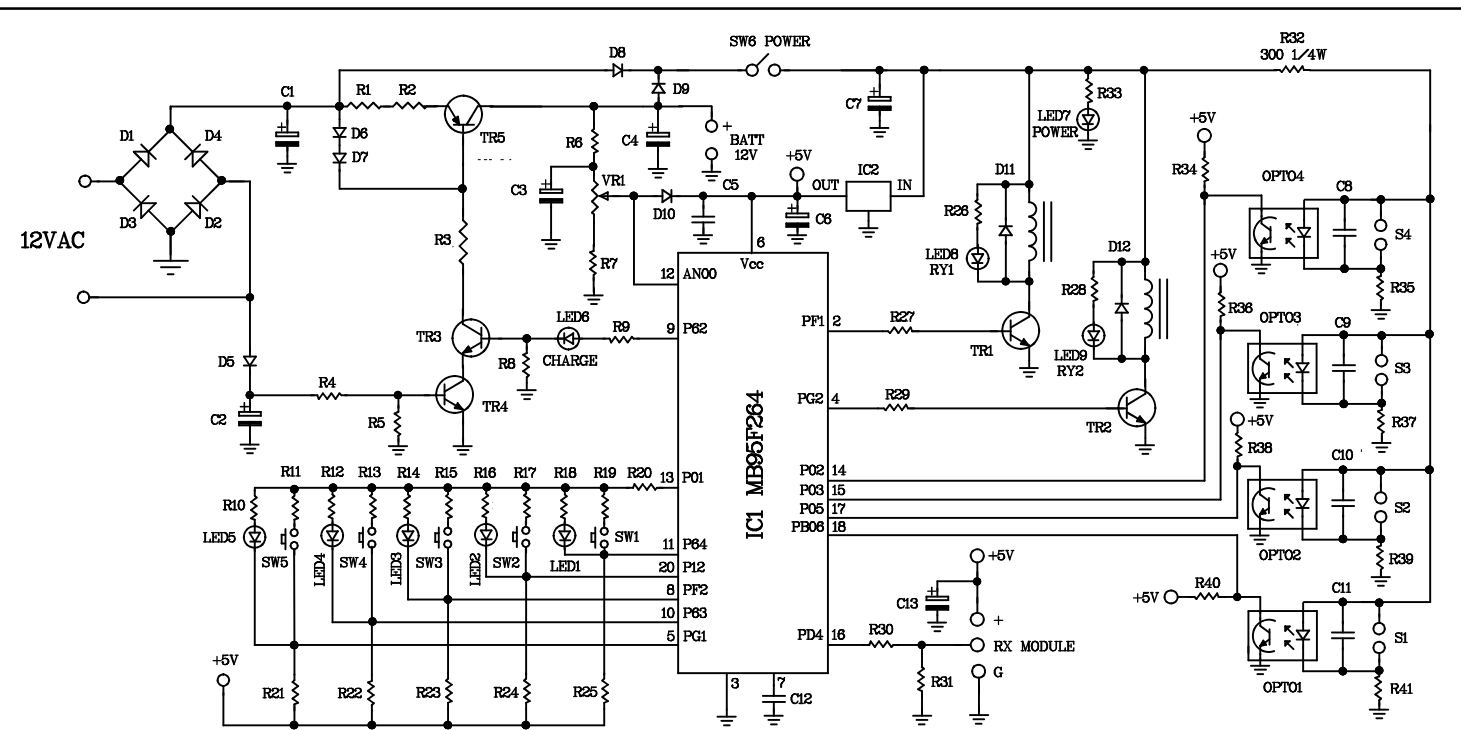 R32
300 1/4W
SW6 POWER
D8
D9
C1
R1
R2
TR5
D6
D7
D1
D4
D3
D2
12VAC
R6
C4
+
BATT
12V
C7
R33
LED7
POWER
+5V
R34
C3
VR1
D10
C5
+5V
C6
OUT
IC2
IN
D11
R26
LED8
RY1
D12
R28
LED9
RY2
OPTO4
C8
S4
R35
R3
R7
6
Vcc
12
AN00
9
P62
LED6
CHARGE
R9
R8
TR3
TR4
D5
R4
R5
C2
PF1
2
R27
TR1
PG2
4
R29
TR2
+5V
R36
OPTO3
C9
S3
R37
IC1 MB95F264
P02
14
P03
15
P05
17
PB06
18
+5V
R38
C10
S2
OPTO2
R39
R11
R12
R13
R14
R15
R16
R17
R18
R19
R20
13
P01
R10
LED5
SW5
LED4
SW4
LED3
SW3
LED2
SW2
LED1
SW1
11
P64
20
P12
8
PF2
10
P63
5
PG1
+5V
R21
R22
R23
R24
R25
3
7
C12
PD4
16
R30
R31
C13
+5V
+
RX MODULE
G
+5V
R40
C11
S1
OPTO1
R41